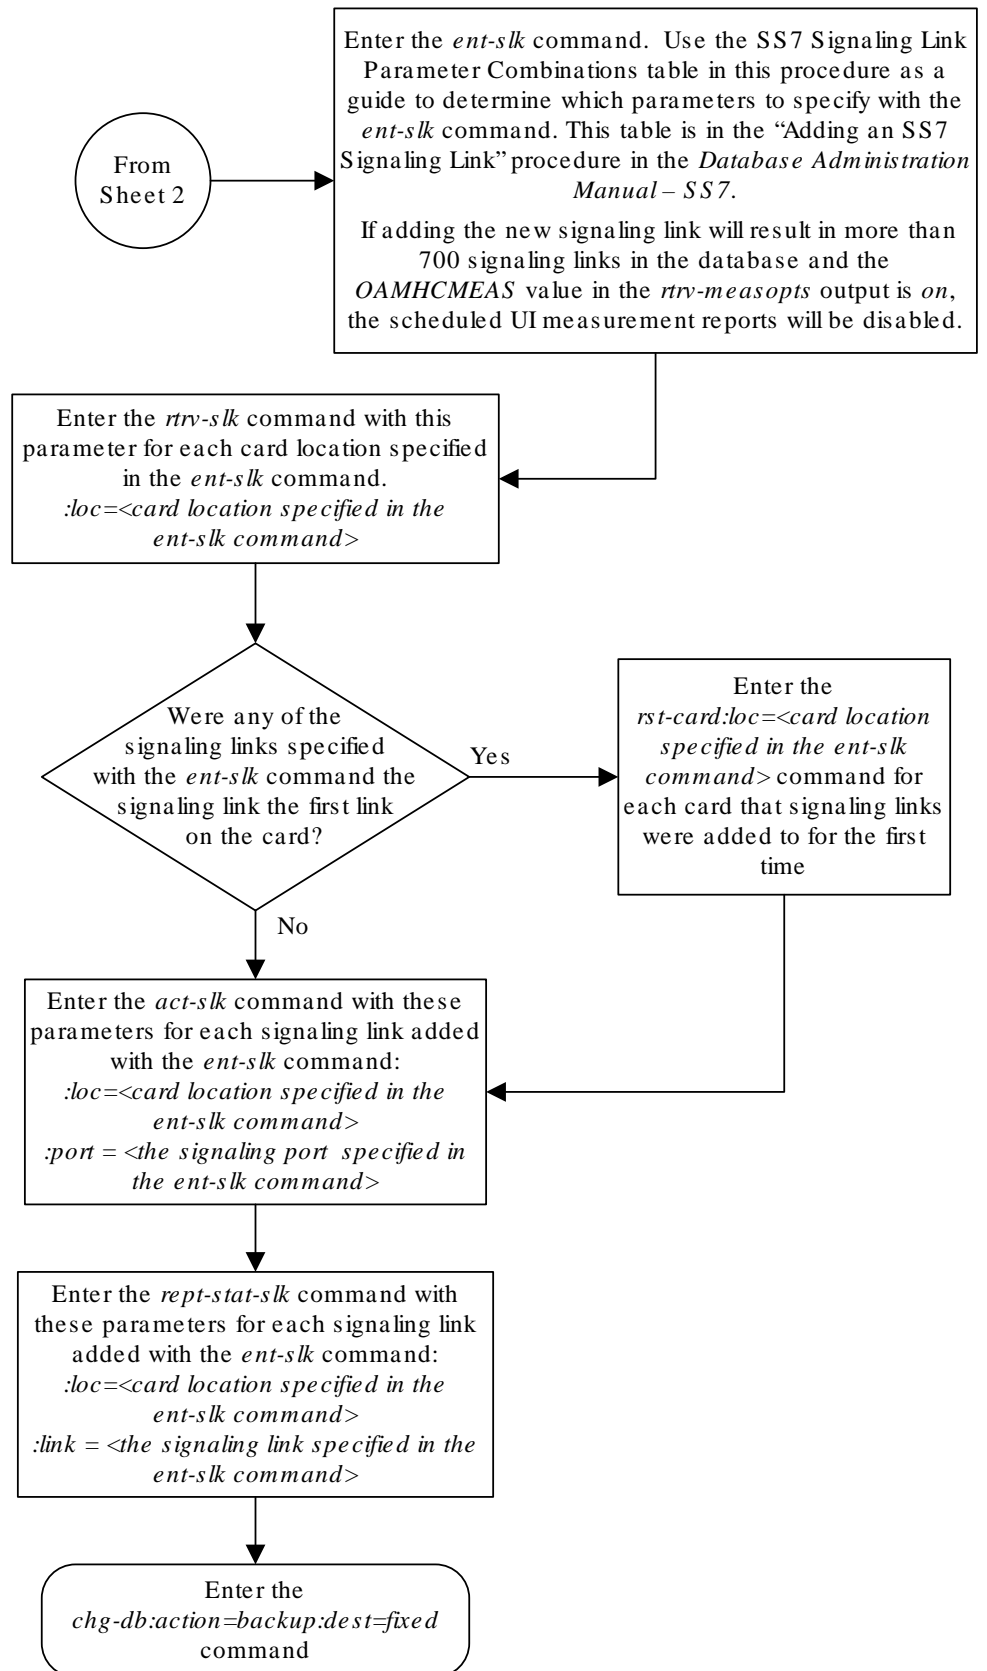 Enter the ent-slk command. Use the SS7 Signaling Link
Parameter Combinations table in this procedure as a
guide to determine which parameters to specify with the
ent-slk command. This table is in the “Adding an SS7
Signaling Link” procedure in the Database Administration
Manual – SS7.
If adding the new signaling link will result in more than
700 signaling links in the database and the
OAMHCMEAS value in the rtrv-measopts output is on,
the scheduled UI measurement reports will be disabled.
From
Sheet 2
Enter the rtrv-slk command with this
parameter for each card location specified
in the ent-slk command.
:loc=<card location specified in the
ent-slk command>
Were any of the
signaling links specified
with the ent-slk command the
signaling link the first link
on the card?
Yes
Enter the
rst-card:loc=<card location
specified in the ent-slk
command> command for
each card that signaling links
were added to for the first
time
No
Enter the act-slk command with these
parameters for each signaling link added
with the ent-slk command:
:loc=<card location specified in the
ent-slk command>
:port = <the signaling port specified in
the ent-slk command>
Enter the rept-stat-slk command with
these parameters for each signaling link
added with the ent-slk command:
:loc=<card location specified in the
ent-slk command>
:link = <the signaling link specified in the
ent-slk command>
Enter the
chg-db:action=backup:dest=fixed
command